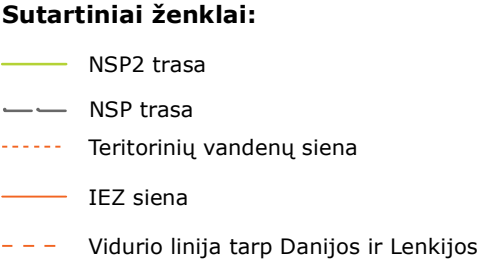 Sutartiniai ženklai:
NSP2 trasa
NSP trasa
Teritorinių vandenų siena
IEZ siena
Vidurio linija tarp Danijos ir Lenkijos